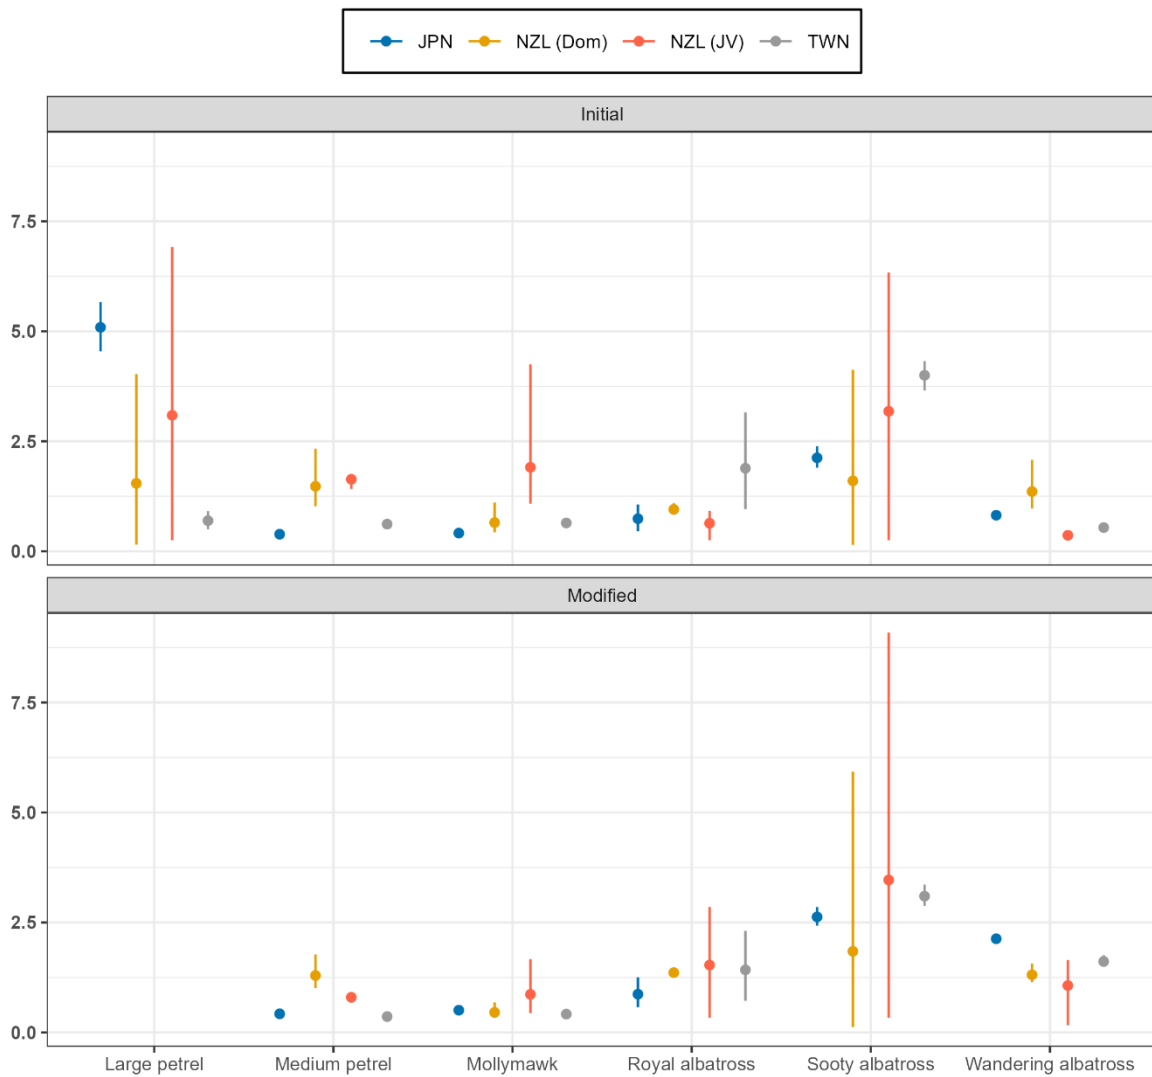 JPN NZL (Dom) NZL (JV) TWN
Initial
7.5
5.0
2.5
0.0
Modified
7.5
5.0
2.5
0.0
Large petrel Medium petrel Mollymawk Royal albatross Sooty albatross Wandering albatross